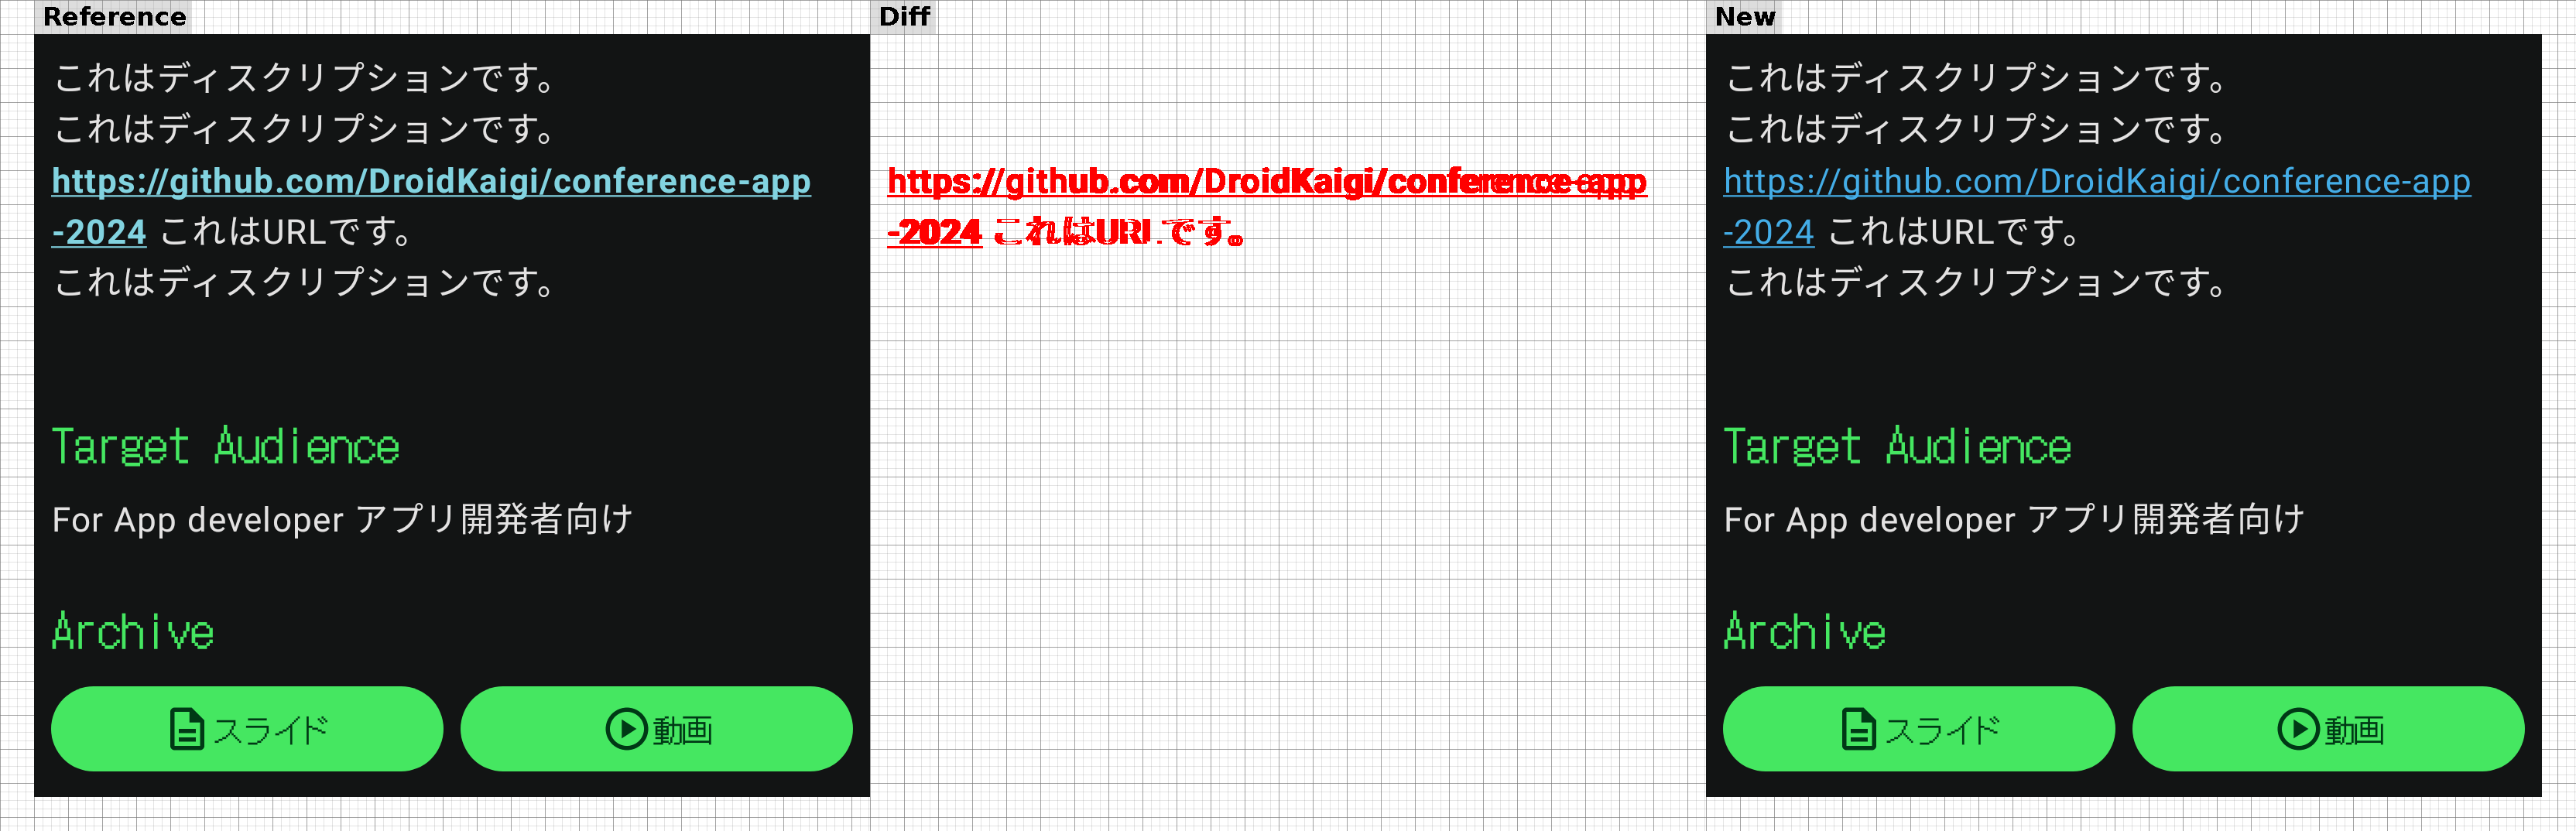 Reference
これはディスクリプションです。
これはディスクリプションです。
https://github.com/DroidKaigi/conference-app
-2024 これはURLです。
これはディスクリプションです。
Target Audience
For App developer アプリ開発者向け
Archive
スライド
動画
Diff
https://github.com/DroidKaigi/conference-app
-2024 これはURLです。
New
これはディスクリプションです。
これはディスクリプションです。
https://github.com/DroidKaigi/conference-app
-2024 これはURLです。
これはディスクリプションです。
Target Audience
For App developer アプリ開発者向け
Archive
スライド
動画